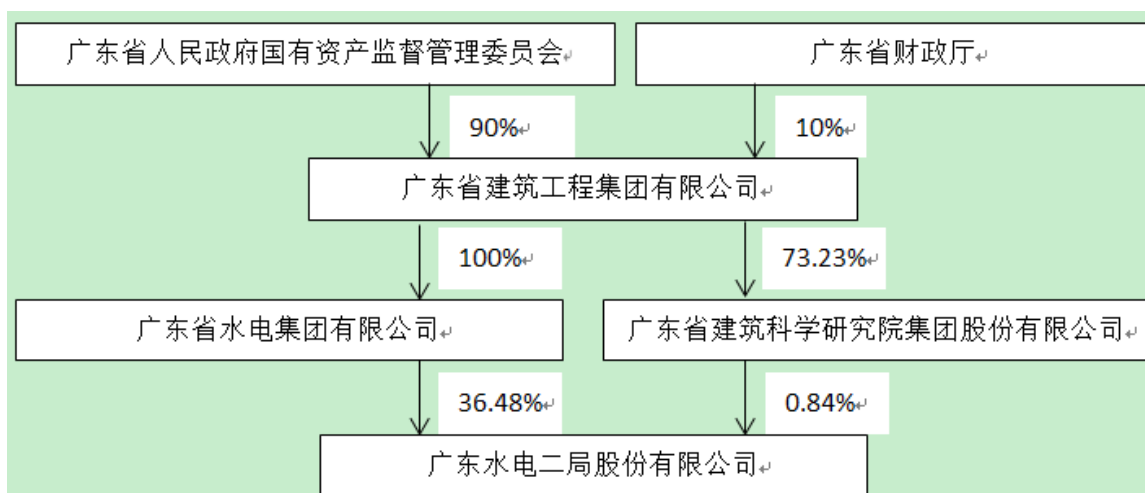 广东省人民政府国有资产监督管理委员会↵
广东省财政厅↵
90%↵
10%↵
广东省建筑工程集团有限公司↵
100%↵
73.23%↵
广东省水电集团有限公司↵
广东省建筑科学研究院集团股份有限公司↵
36.48%↵
0.84%↵
广东水电二局股份有限公司↵